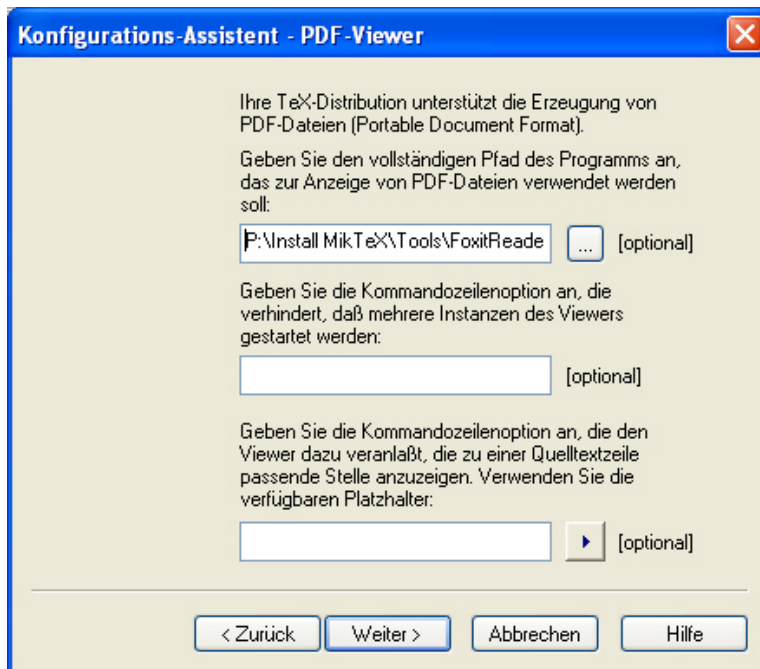 Konfigurations-Assistent - PDF-Viewer
Ihre TeX-Distribution unterstützt die Erzeugung von
PDF-Dateien (Portable Document Format).
Geben Sie den vollständigen Pfad des Programms an,
das zur Anzeige von PDF-Dateien verwendet werden
soll:
P:\Install MikTeX\Tools\FoxitReade
... [optional]
Geben Sie die Kommandozeilenoption an, die
verhindert, daß mehrere Instanzen des Viewers
gestartet werden:
[optional]
Geben Sie die Kommandozeilenoption an, die den
Viewer dazu veranlaßt, die zu einer Quelltextzeile
passende Stelle anzuzeigen. Verwenden Sie die
verfügbaren Platzhalter:
[optional]
< Zurück Weiter > Abbrechen Hilfe